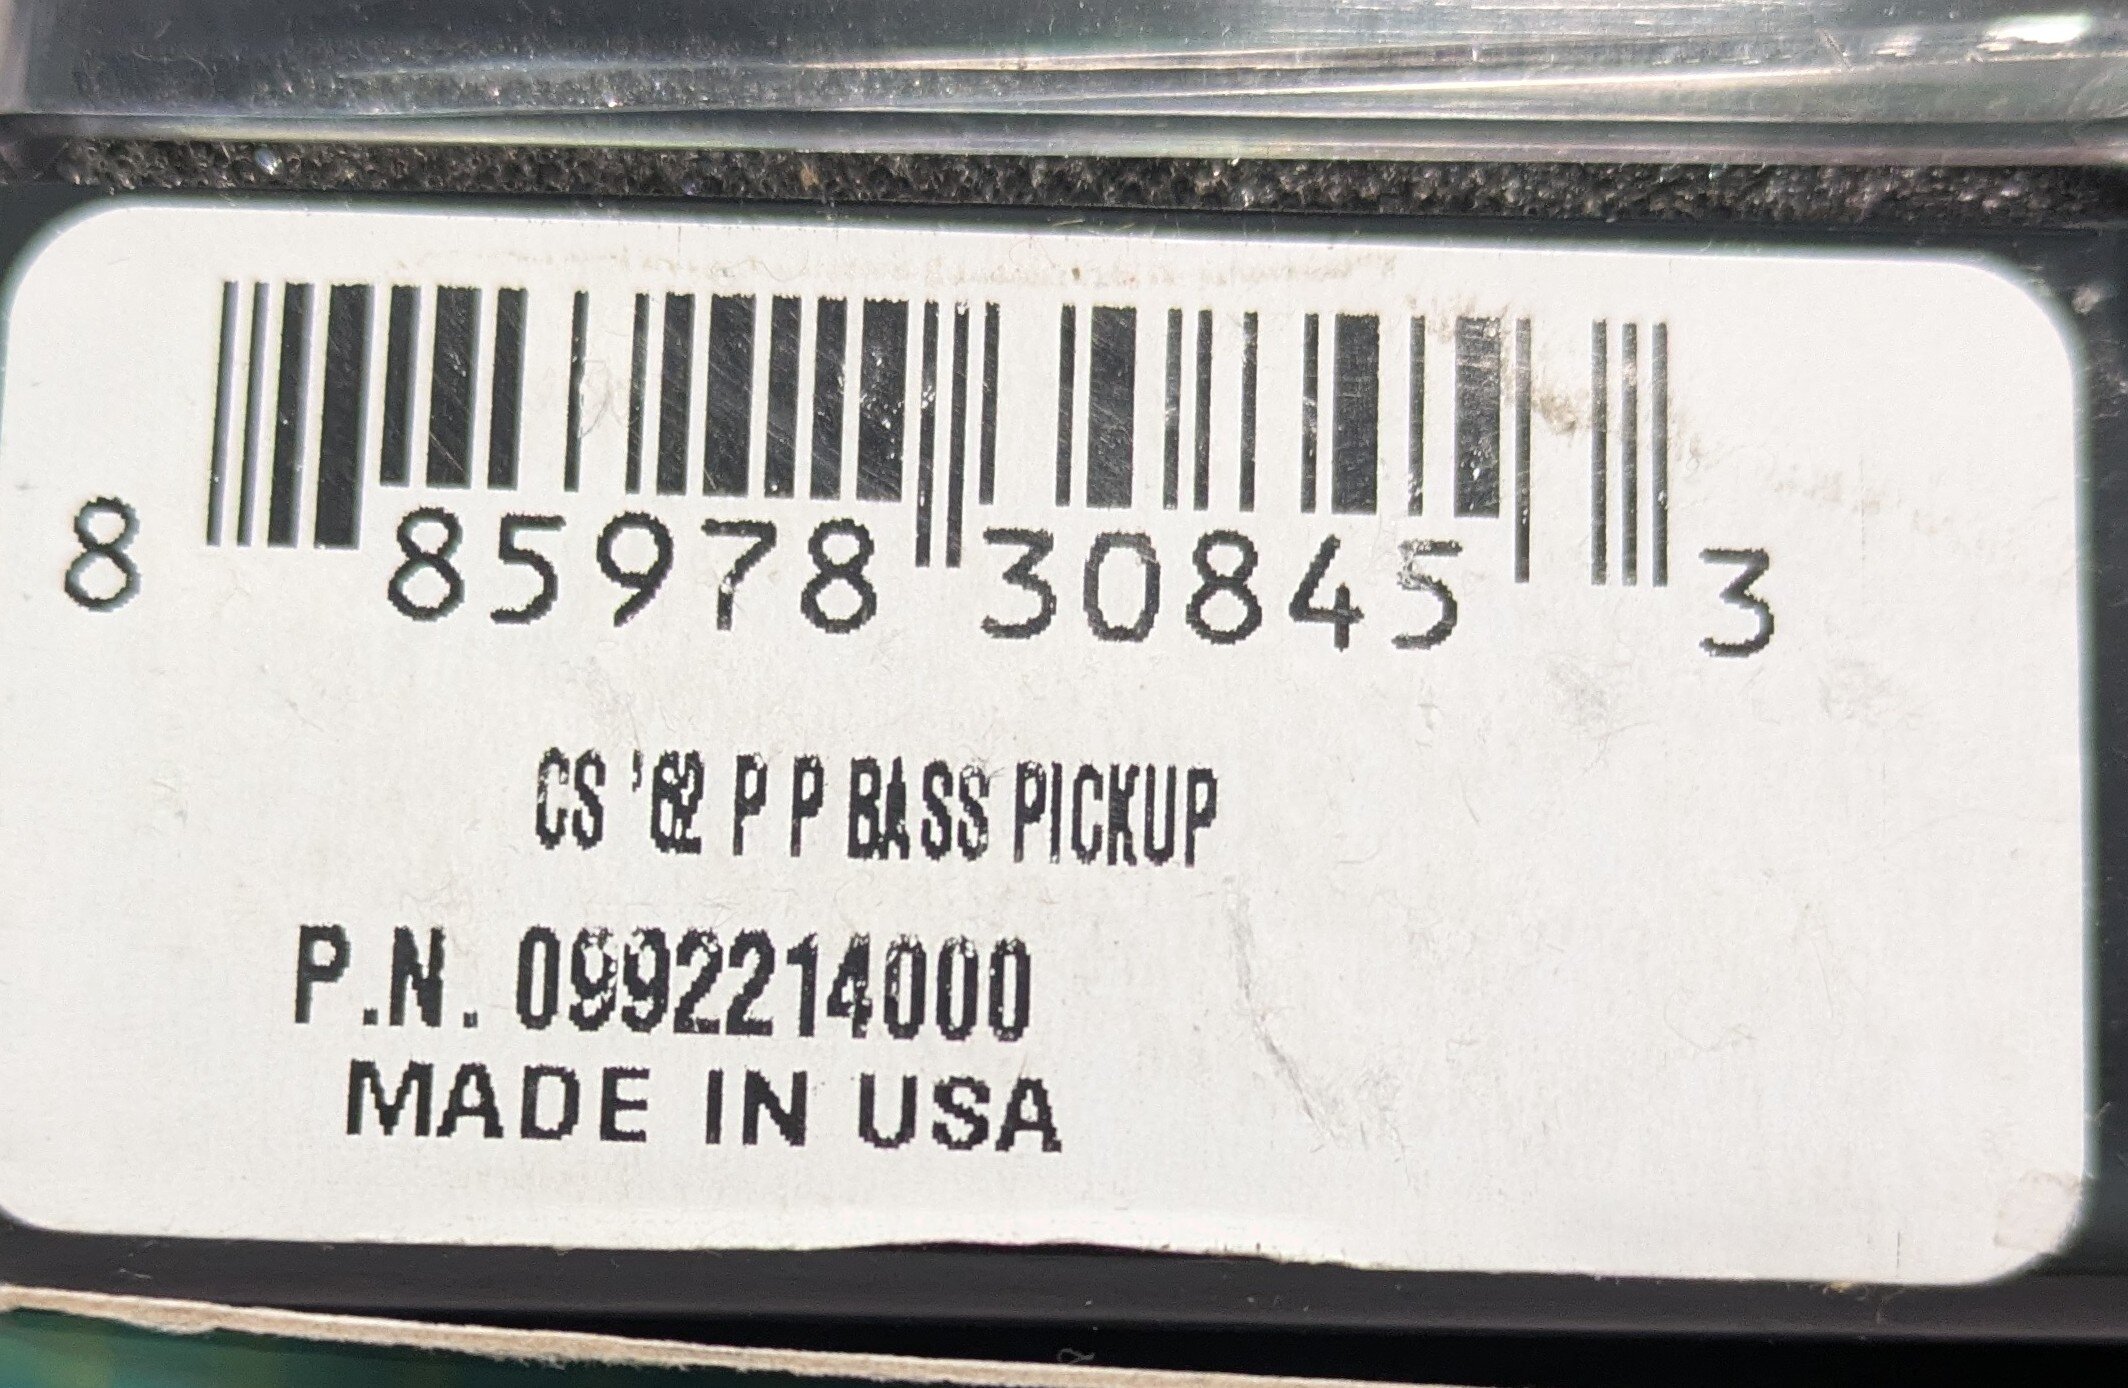 8 85978 30845 3
CS '62 P P BASS PICKUP
P.N. 0992214000
MADE IN USA